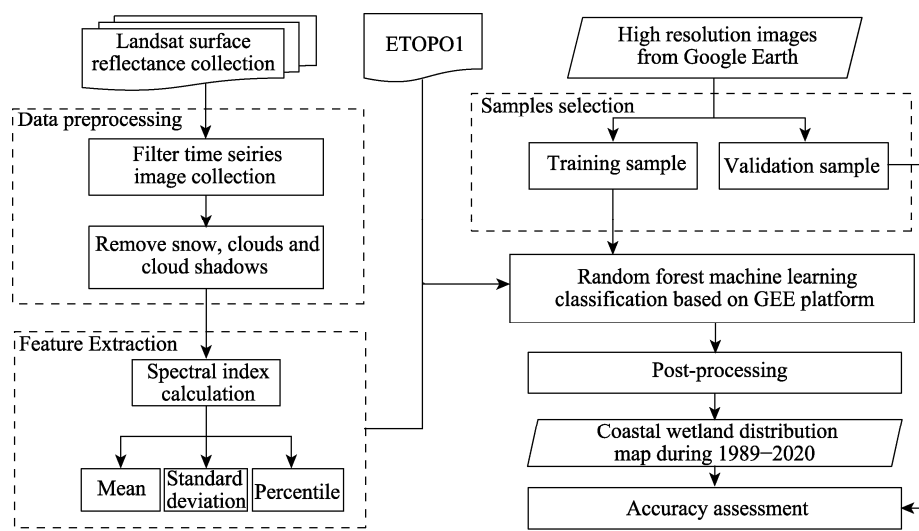 Landsat surface
reflectance collection
ETOPO1
High resolution images
from Google Earth
Data preprocessing
Filter time seiries
image collection
Remove snow, clouds and
cloud shadows
Samples selection
Training sample
Validation sample
Random forest machine learning
classification based on GEE platform
Feature Extraction
Spectral index
calculation
Mean
Standard
deviation
Percentile
Post-processing
Coastal wetland distribution
map during 1989−2020
Accuracy assessment